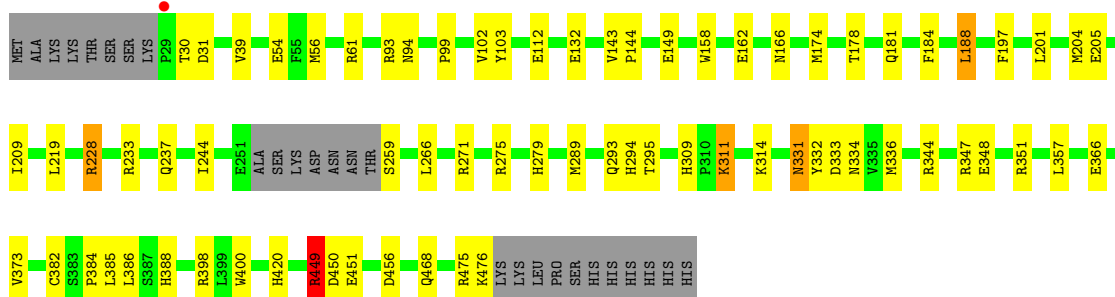 MET ALA LYS LYS THR SER SER LYS P29 T30 D31 V39 E54 F55 M56 R61 R93 N94 P99 V102 Y103 E112 E132 V143 P144 E149 W158 E162 N166 M174 T178 Q181 F184 L188 F197 L201 M204 E205
I209 L219 R228 R233 Q237 I244 E251 ALA SER LYS ASP ASN ASN THR S259 L266 R271 R275 H279 M289 Q293 H294 T295 H309 P310 K311 K314 N331 Y332 D333 N334 V335 M336 R344 R347 E348 R351 L357 E366
V373 C382 S383 P384 L385 L386 S387 H388 R398 L399 W400 H420 R449 D450 E451 D456 Q468 R475 K476 LYS LYS LEU PRO SER HIS HIS HIS HIS HIS HIS